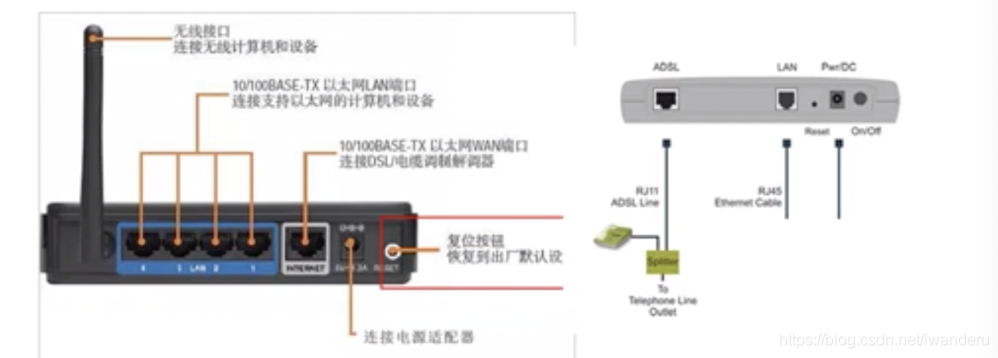 无线接口
连接无线计算机和设备
10/100BASE-TX 以太网LAN端口
连接支持以太网的计算机和设备
10/100BASE-TX 以太网WAN端口
连接DSL/电缆调制解调器
复位按钮
恢复到出厂默认设
4 3 LAN 2 1
INTERNET
RESET
连接电源适配器
ADSL
LAN
Pwr/DC
Reset
On/Off
RJ11
ADSL Line
RJ45
Ethernet Cable
Splitter
To
Telephone Line
Outlet
https://blog.csdn.net/iwanderu